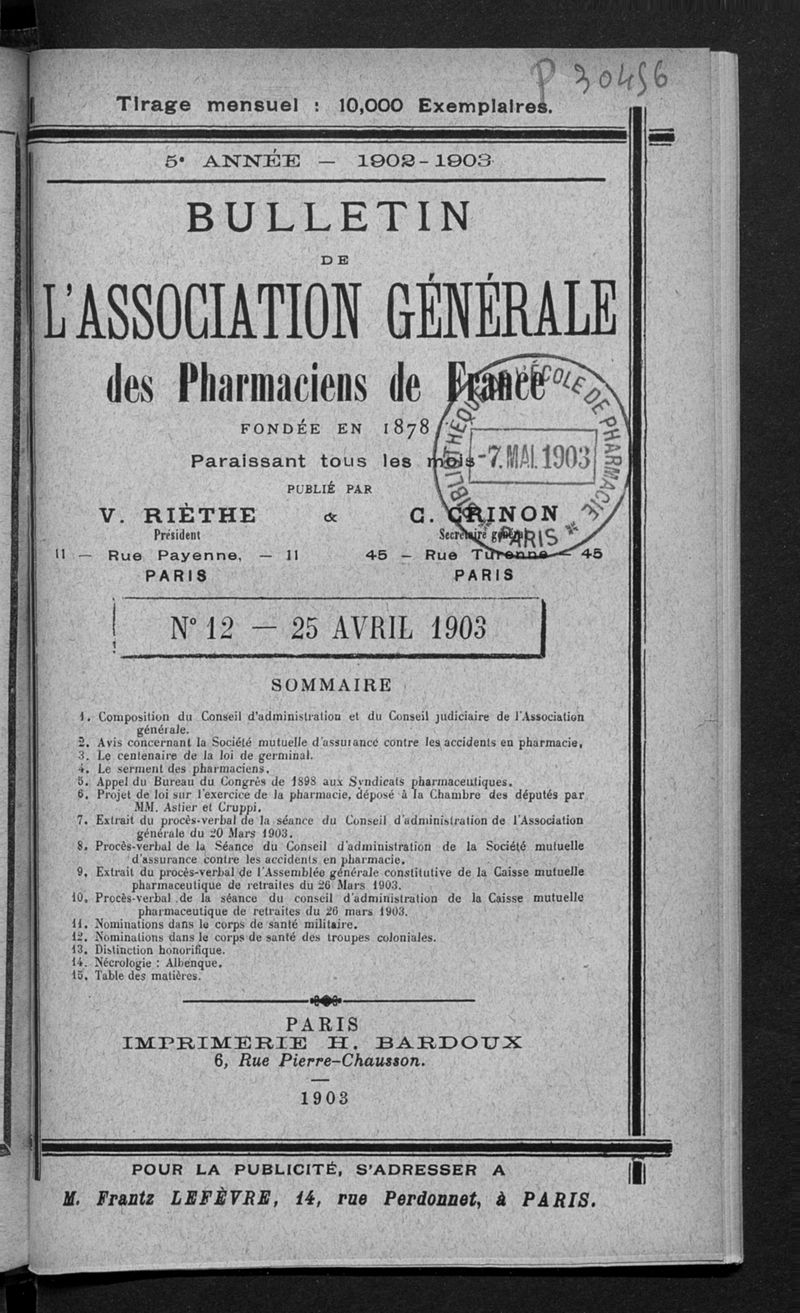 P 30456
Tirage mensuel : 10,000 Exemplaires.
5e ANNÉE — 1902-1903
BULLETIN
DE
L'ASSOCIATION GÉNÉRALE
des Pharmaciens de France
FONDÉE EN 1878
Paraissant tous les mois
BIBLIOTHÈQUE DE L'ÉCOLE DE PHARMACIE
-7.MAI.1903
PARIS
PUBLIÉ PAR
V. RIÈTHE & C. CRINON
Président Secrétaire général
11 — Rue Payenne, — 11 45 — Rue Turenne — 45
PARIS PARIS
N° 12 — 25 AVRIL 1903
SOMMAIRE
1. Composition du Conseil d'administration et du Conseil judiciaire de l'Association
générale.
2. Avis concernant la Société mutuelle d'assurance contre les accidents en pharmacie.
3. Le centenaire de la loi de germinal.
4. Le serment des pharmaciens.
5. Appel du Bureau du Congrès de 1898 aux Syndicats pharmaceutiques.
6. Projet de loi sur l'exercice de la pharmacie, déposé à la Chambre des députés par
MM. Astier et Cruppi.
7. Extrait du procès-verbal de la séance du Conseil d'administration de l'Association
générale du 20 Mars 1903.
8. Procès-verbal de la Séance du Conseil d'administration de la Société mutuelle
d'assurance contre les accidents en pharmacie.
9. Extrait du procès-verbal de l'Assemblée générale constitutive de la Caisse mutuelle
pharmaceutique de retraites du 26 Mars 1903.
10. Procès-verbal de la séance du conseil d'administration de la Caisse mutuelle
pharmaceutique de retraites du 26 mars 1903.
11. Nominations dans le corps de santé militaire.
12. Nominations dans le corps de santé des troupes coloniales.
13. Distinction honorifique.
14. Nécrologie : Albenque.
15. Table des matières.
PARIS
IMPRIMERIE H. BARDOUX
6, Rue Pierre-Chausson.
1903
POUR LA PUBLICITÉ, S'ADRESSER A
M. Frantz LEFÈVRE, 14, rue Perdonnet, à PARIS.